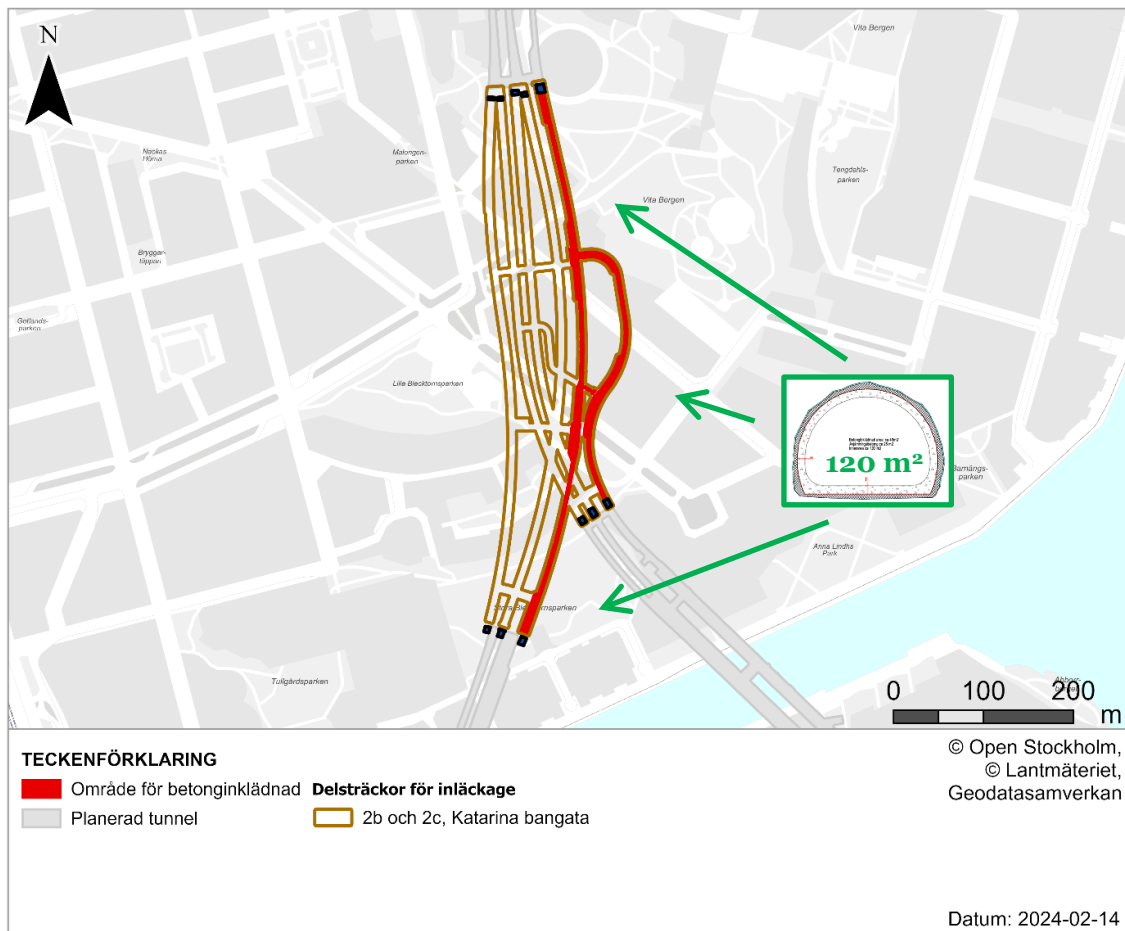 N
Vita Bergen
Nackas
Hörna
Malongen-
parken
Tengdahls-
parken
Vita Bergen
Bryggar-
täppan
Gotlands-
parken
Lilla Blecktornsparken
120 m²
Barnängs-
parken
Anna Lindhs
Park
Tullgårdsparken
0 100 200
m
TECKENFÖRKLARING
Område för betonginklädnad
Planerad tunnel
Delsträckor för inläckage
2b och 2c, Katarina bangata
© Open Stockholm,
© Lantmäteriet,
Geodatasamverkan
Datum: 2024-02-14